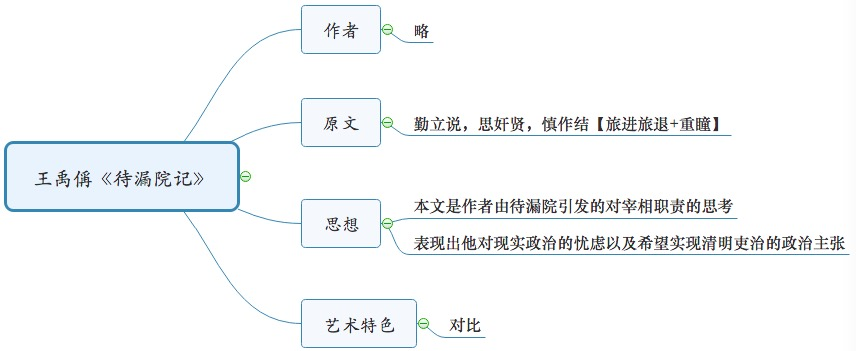 王禹偁《待漏院记》
作者
略
原文
勤立说，思奸贤，慎作结【旅进旅退+重瞳】
思想
本文是作者由待漏院引发的对宰相职责的思考
表现出他对现实政治的忧虑以及希望实现清明吏治的政治主张
艺术特色
对比